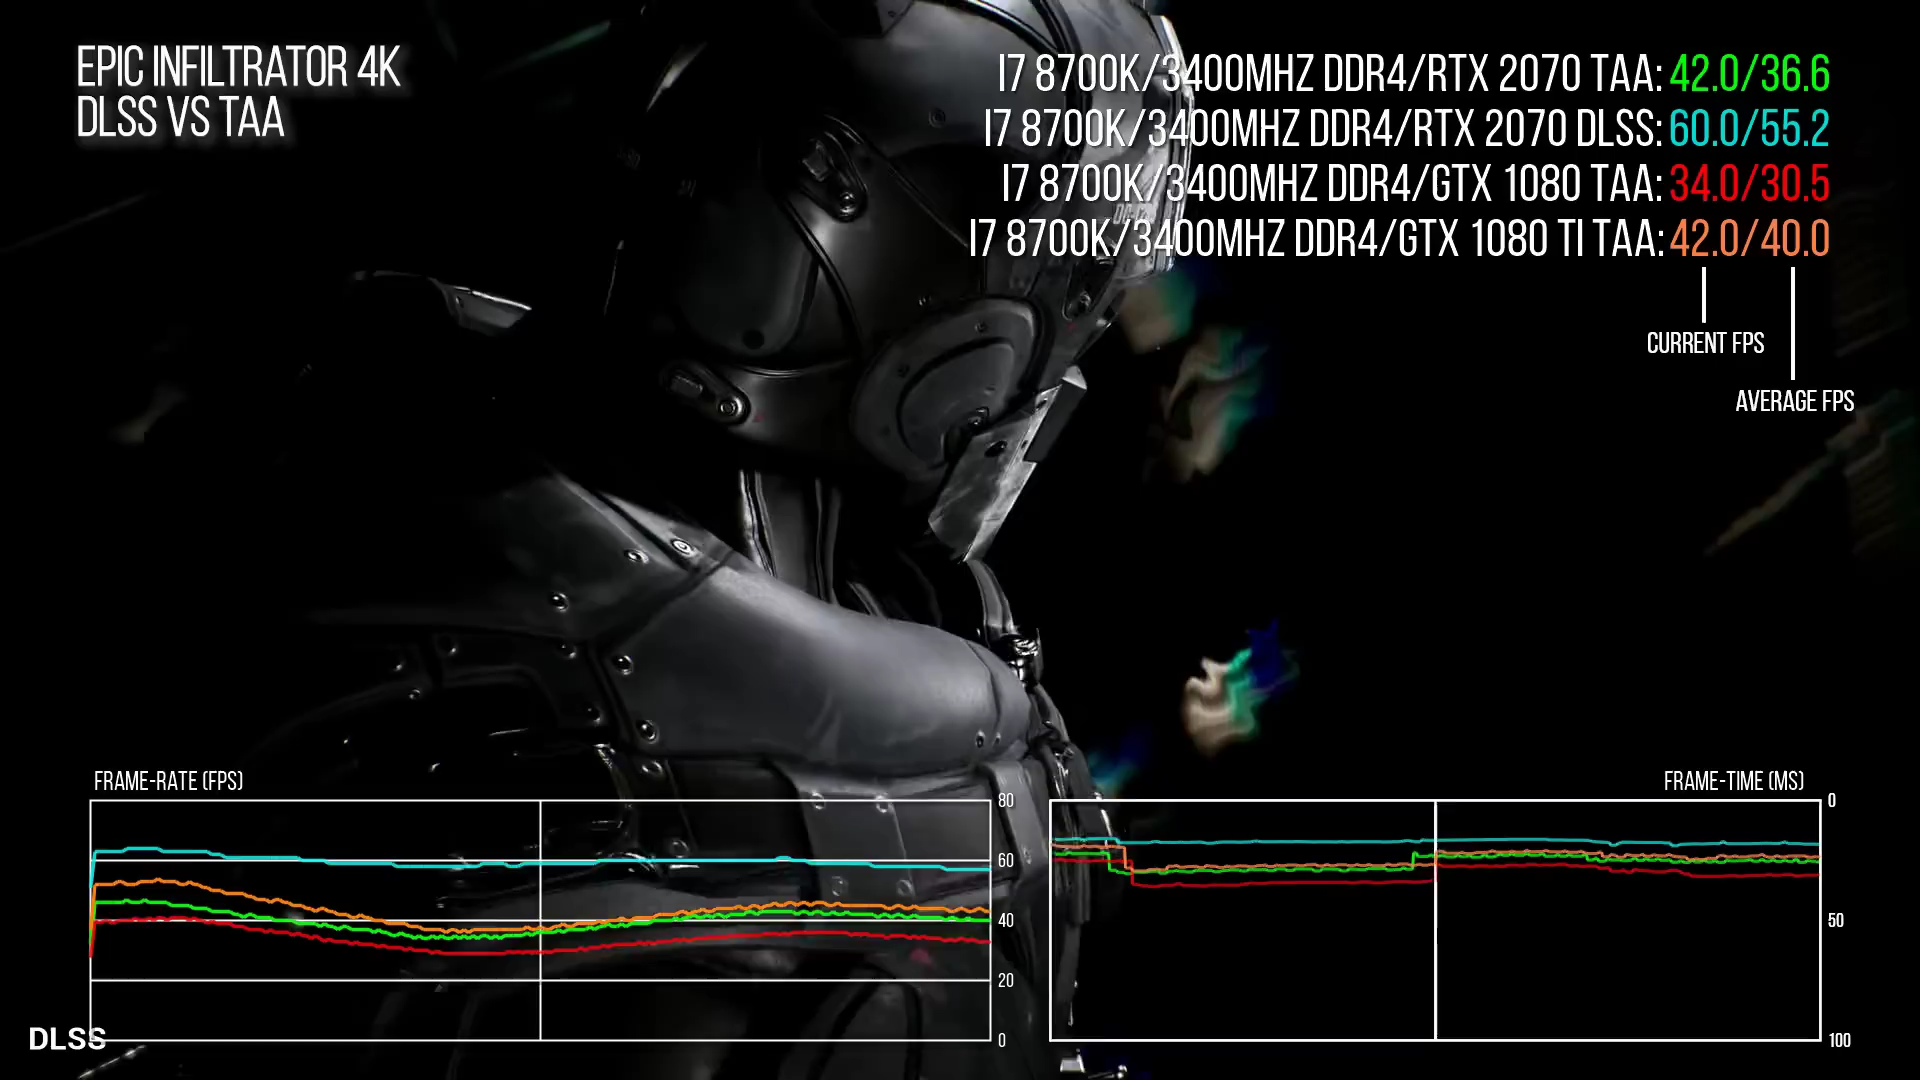 EPIC INFILTRATOR 4K
DLSS VS TAA
I7 8700K/3400MHZ DDR4/RTX 2070 TAA: 42.0/36.6
I7 8700K/3400MHZ DDR4/RTX 2070 DLSS: 60.0/55.2
I7 8700K/3400MHZ DDR4/GTX 1080 TAA: 34.0/30.5
I7 8700K/3400MHZ DDR4/GTX 1080 TI TAA: 42.0/40.0
CURRENT FPS
AVERAGE FPS
FRAME-RATE (FPS)
80
60
40
20
0
FRAME-TIME (MS)
0
50
100
DLSS